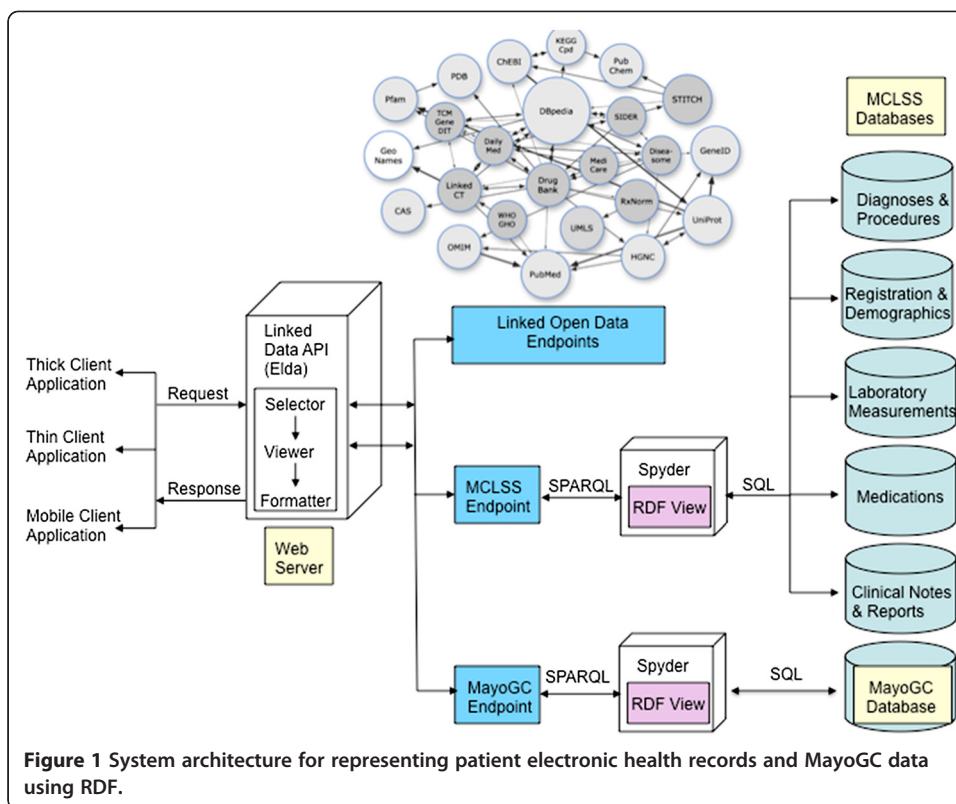 KEGG
Cpd
ChEBI
Pub
Chem
PDB
Pfam
STITCH
DBpedia
TCM
Gene
DIT
SIDER
Geo
Names
Daily
Med
Disea-
some
GeneID
Medi
Care
Linked
CT
Drug
Bank
RxNorm
CAS
WHO
GHO
UMLS
UniProt
OMIM
HGNC
PubMed
MCLSS
Databases
Diagnoses &
Procedures
Registration &
Demographics
Laboratory
Measurements
Medications
Clinical Notes
& Reports
MayoGC
Database
Linked Open Data
Endpoints
Linked
Data API
(Elda)
Selector
Viewer
Formatter
Web
Server
Thick Client
Application
Thin Client
Application
Mobile Client
Application
Request
Response
MCLSS
Endpoint
SPARQL
Spyder
RDF View
SQL
MayoGC
Endpoint
SPARQL
Spyder
RDF View
SQL
Figure 1 System architecture for representing patient electronic health records and MayoGC data
using RDF.